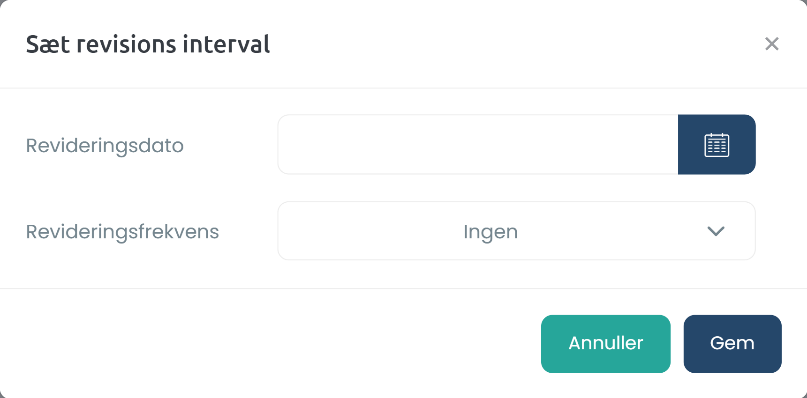 Sæt revisions interval
Revideringsdato
Revideringsfrekvens
Ingen
Annuller
Gem